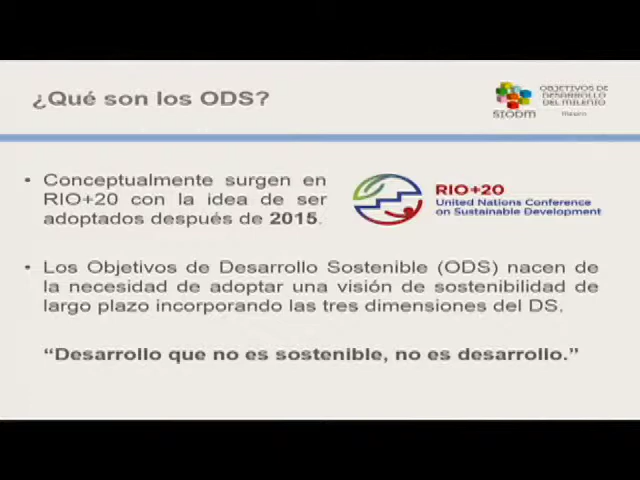 ¿Qué son los ODS?
SIODM
OBJETIVOS DE
DESARROLLO
DEL MILENIO
México
• Conceptualmente surgen en
RIO+20 con la idea de ser
adoptados después de 2015.
RIO+20
United Nations Conference
on Sustainable Development
• Los Objetivos de Desarrollo Sostenible (ODS) nacen de
la necesidad de adoptar una visión de sostenibilidad de
largo plazo incorporando las tres dimensiones del DS.
“Desarrollo que no es sostenible, no es desarrollo.”